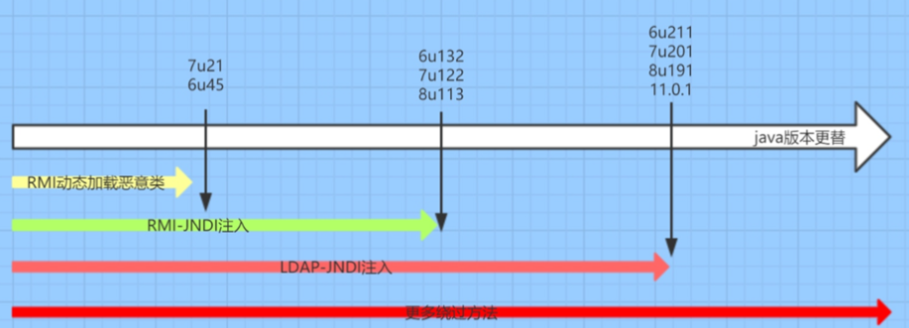 7u21
6u45
6u132
7u122
8u113
6u211
7u201
8u191
11.0.1
java版本更替
RMI动态加载恶意类
RMI-JNDI注入
LDAP-JNDI注入
更多绕过方法